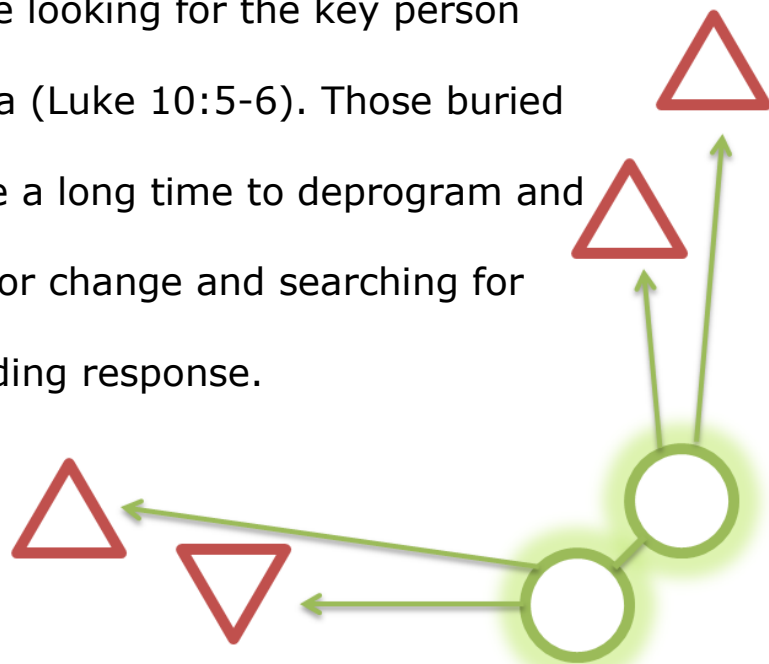 e looking for the key person
a (Luke 10:5-6). Those buried
e a long time to deprogram and
or change and searching for
ding response.